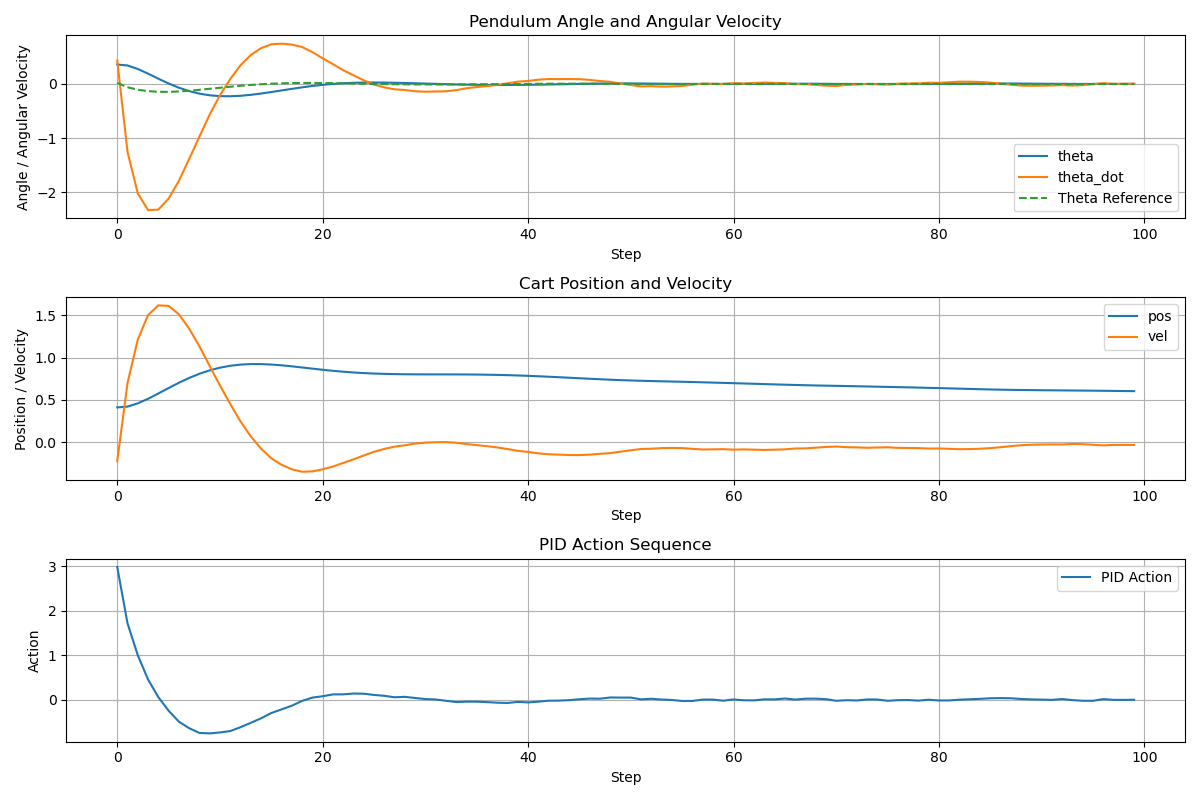 Pendulum Angle and Angular Velocity
Angle / Angular Velocity
0
−1
−2
theta
theta_dot
Theta Reference
0 20 40 60 80 100
Step
Cart Position and Velocity
Position / Velocity
1.5
1.0
0.5
0.0
pos
vel
0 20 40 60 80 100
Step
PID Action Sequence
Action
3
2
1
0
PID Action
0 20 40 60 80 100
Step